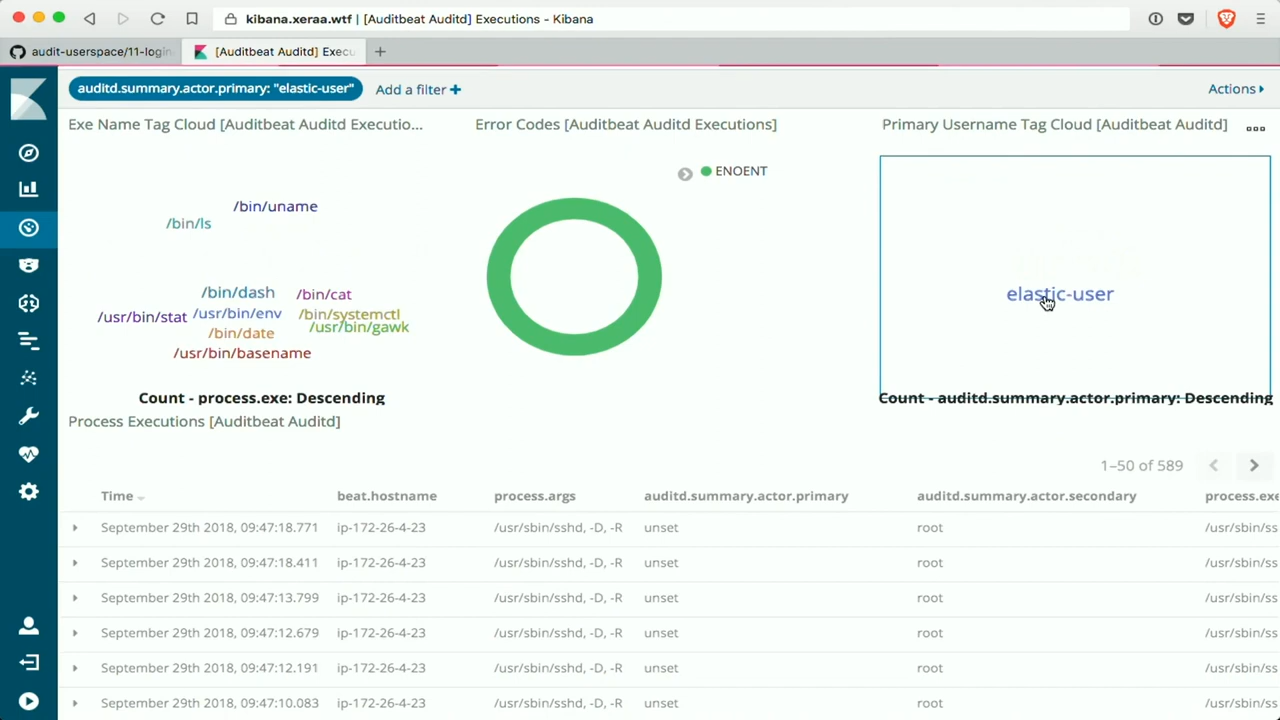 kibana.xeraa.wtf | [Auditbeat Auditd] Executions - Kibana
audit-userspace/11-login
[Auditbeat Auditd] Execu
auditd.summary.actor.primary: "elastic-user"
Add a filter +
Actions
Exe Name Tag Cloud [Auditbeat Auditd Executio...
Error Codes [Auditbeat Auditd Executions]
Primary Username Tag Cloud [Auditbeat Auditd]
ENOENT
/bin/uname
/bin/ls
/bin/dash
/bin/cat
/usr/bin/stat
/usr/bin/env
/bin/systemctl
/bin/date
/usr/bin/gawk
/usr/bin/basename
elastic-user
Count - process.exe: Descending
Count - auditd.summary.actor.primary: Descending
Process Executions [Auditbeat Auditd]
1–50 of 589
Time beat.hostname process.args auditd.summary.actor.primary auditd.summary.actor.secondary process.exe
September 29th 2018, 09:47:18.771 ip-172-26-4-23 /usr/sbin/sshd, -D, -R unset root /usr/sbin/ss
September 29th 2018, 09:47:18.411 ip-172-26-4-23 /usr/sbin/sshd, -D, -R unset root /usr/sbin/ss
September 29th 2018, 09:47:13.799 ip-172-26-4-23 /usr/sbin/sshd, -D, -R unset root /usr/sbin/ss
September 29th 2018, 09:47:12.679 ip-172-26-4-23 /usr/sbin/sshd, -D, -R unset root /usr/sbin/ss
September 29th 2018, 09:47:12.191 ip-172-26-4-23 /usr/sbin/sshd, -D, -R unset root /usr/sbin/ss
September 29th 2018, 09:47:10.083 ip-172-26-4-23 /usr/sbin/sshd, -D, -R unset root /usr/sbin/ss